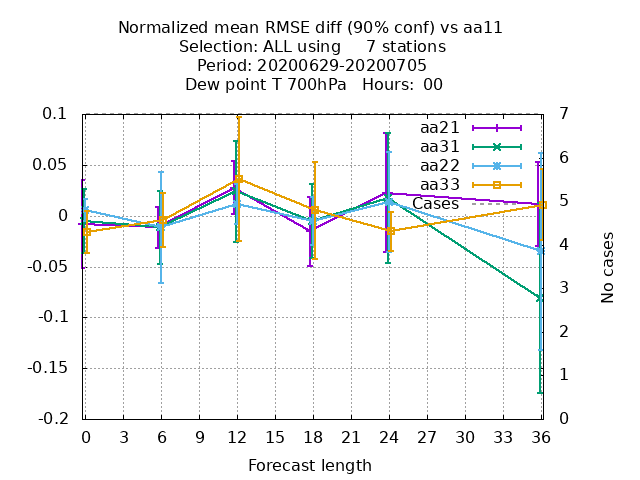 Normalized mean RMSE diff (90% conf) vs aa11
Selection: ALL using     7 stations
Period: 20200629-20200705
Dew point T 700hPa   Hours:  00
0.1
0.05
0
-0.05
-0.1
-0.15
-0.2
aa21
aa31
aa22
aa33
Cases
7
6
5
4
3
2
1
0
No cases
0 3 6 9 12 15 18 21 24 27 30 33 36
Forecast length